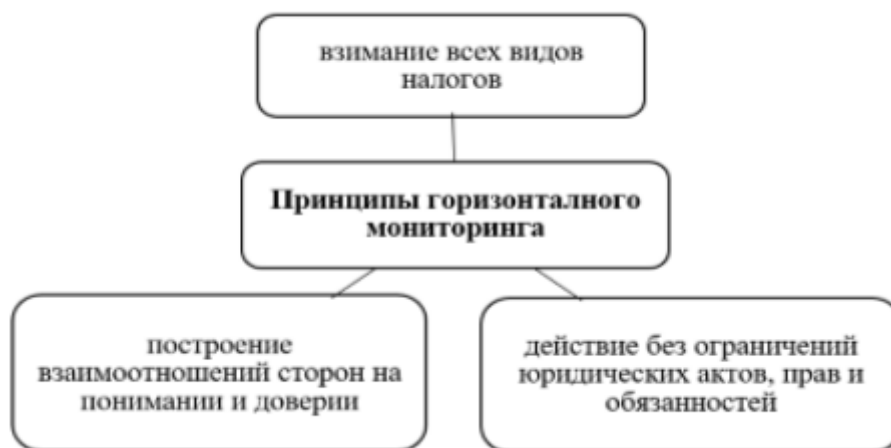 взимание всех видов
налогов
Принципы горизонталного
мониторинга
построение
взаимоотношений сторон на
понимании и доверии
действие без ограничений
юридических актов, прав и
обязанностей